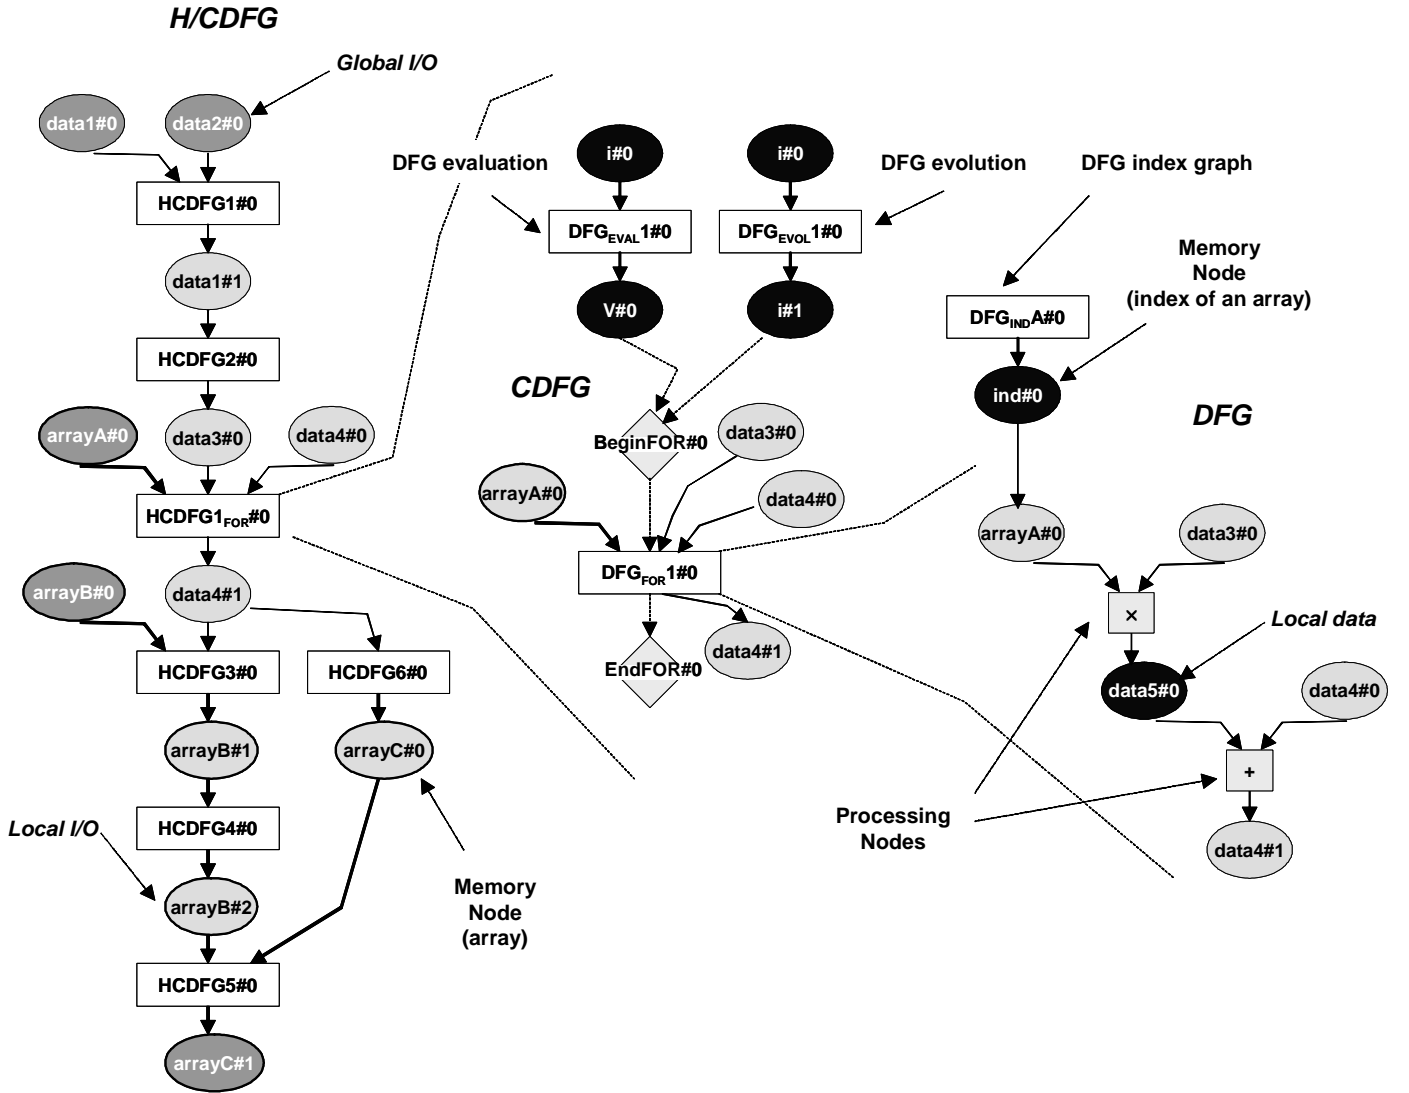 H/CDFG
Global I/O
data1#0
data2#0
HCDFG1#0
data1#1
HCDFG2#0
arrayA#0
data3#0
data4#0
HCDFG1FOR#0
arrayB#0
data4#1
HCDFG3#0
HCDFG6#0
arrayB#1
arrayC#0
HCDFG4#0
Local I/O
arrayB#2
Memory
Node
(array)
HCDFG5#0
arrayC#1
DFG evaluation
i#0
i#0
DFG evolution
DFGEVAL1#0
DFGEVOL1#0
V#0
i#1
CDFG
BeginFOR#0
data3#0
arrayA#0
data4#0
DFGFOR1#0
data4#1
EndFOR#0
DFG index graph
Memory
Node
(index of an array)
DFGINDA#0
ind#0
DFG
arrayA#0
data3#0
×
Local data
data5#0
data4#0
+
Processing
Nodes
data4#1